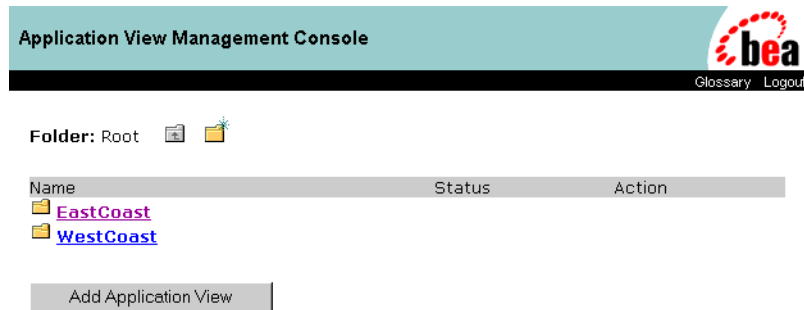 Application View Management Console
bea
Glossary Logout
Folder: Root
Name Status Action
EastCoast
WestCoast
Add Application View